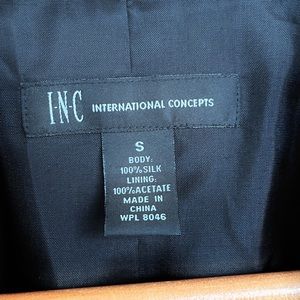 I·N·C INTERNATIONAL CONCEPTS
S
BODY:
100%SILK
LINING:
100%ACETATE
MADE IN
CHINA
WPL 8046